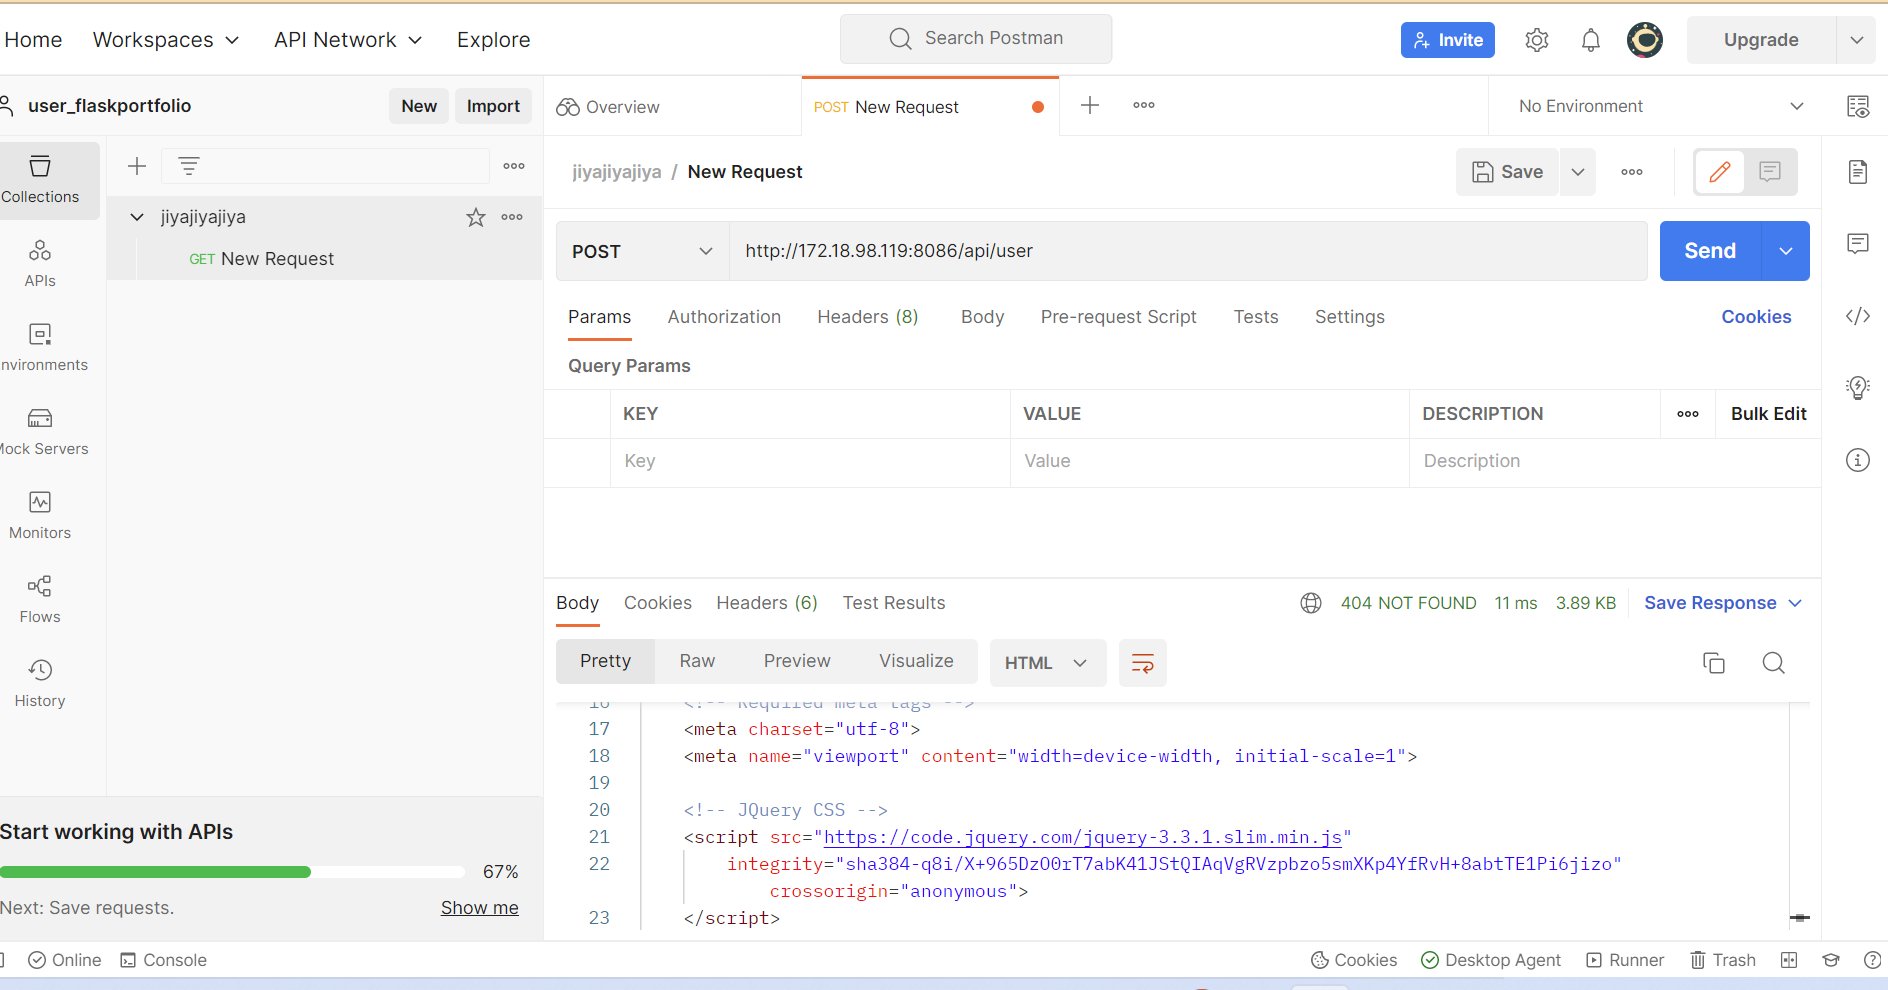 Home Workspaces API Network Explore Search Postman Invite Upgrade
user_flaskportfolio New Import Overview POST New Request No Environment
Collections
jiyajiyajiya / New Request Save
jiyajiyajiya
GET New Request
POST http://172.18.98.119:8086/api/user Send
APIs
Params Authorization Headers (8) Body Pre-request Script Tests Settings Cookies
nvironments
Query Params
KEY VALUE DESCRIPTION Bulk Edit
Key Value Description
Mock Servers
Monitors
Flows
History
Body Cookies Headers (6) Test Results 404 NOT FOUND 11 ms 3.89 KB Save Response
Pretty Raw Preview Visualize HTML
16 <!-- Required meta tags -->
17 <meta charset="utf-8">
18 <meta name="viewport" content="width=device-width, initial-scale=1">
19
20 <!-- JQuery CSS -->
21 <script src="https://code.jquery.com/jquery-3.3.1.slim.min.js"
22 integrity="sha384-q8i/X+965DzO0rT7abK41JStQIAqVgRVzpbzo5smXKp4YfRvH+8abtTE1Pi6jizo"
crossorigin="anonymous">
23 </script>
Start working with APIs
67%
Next: Save requests. Show me
Online Console Cookies Desktop Agent Runner Trash